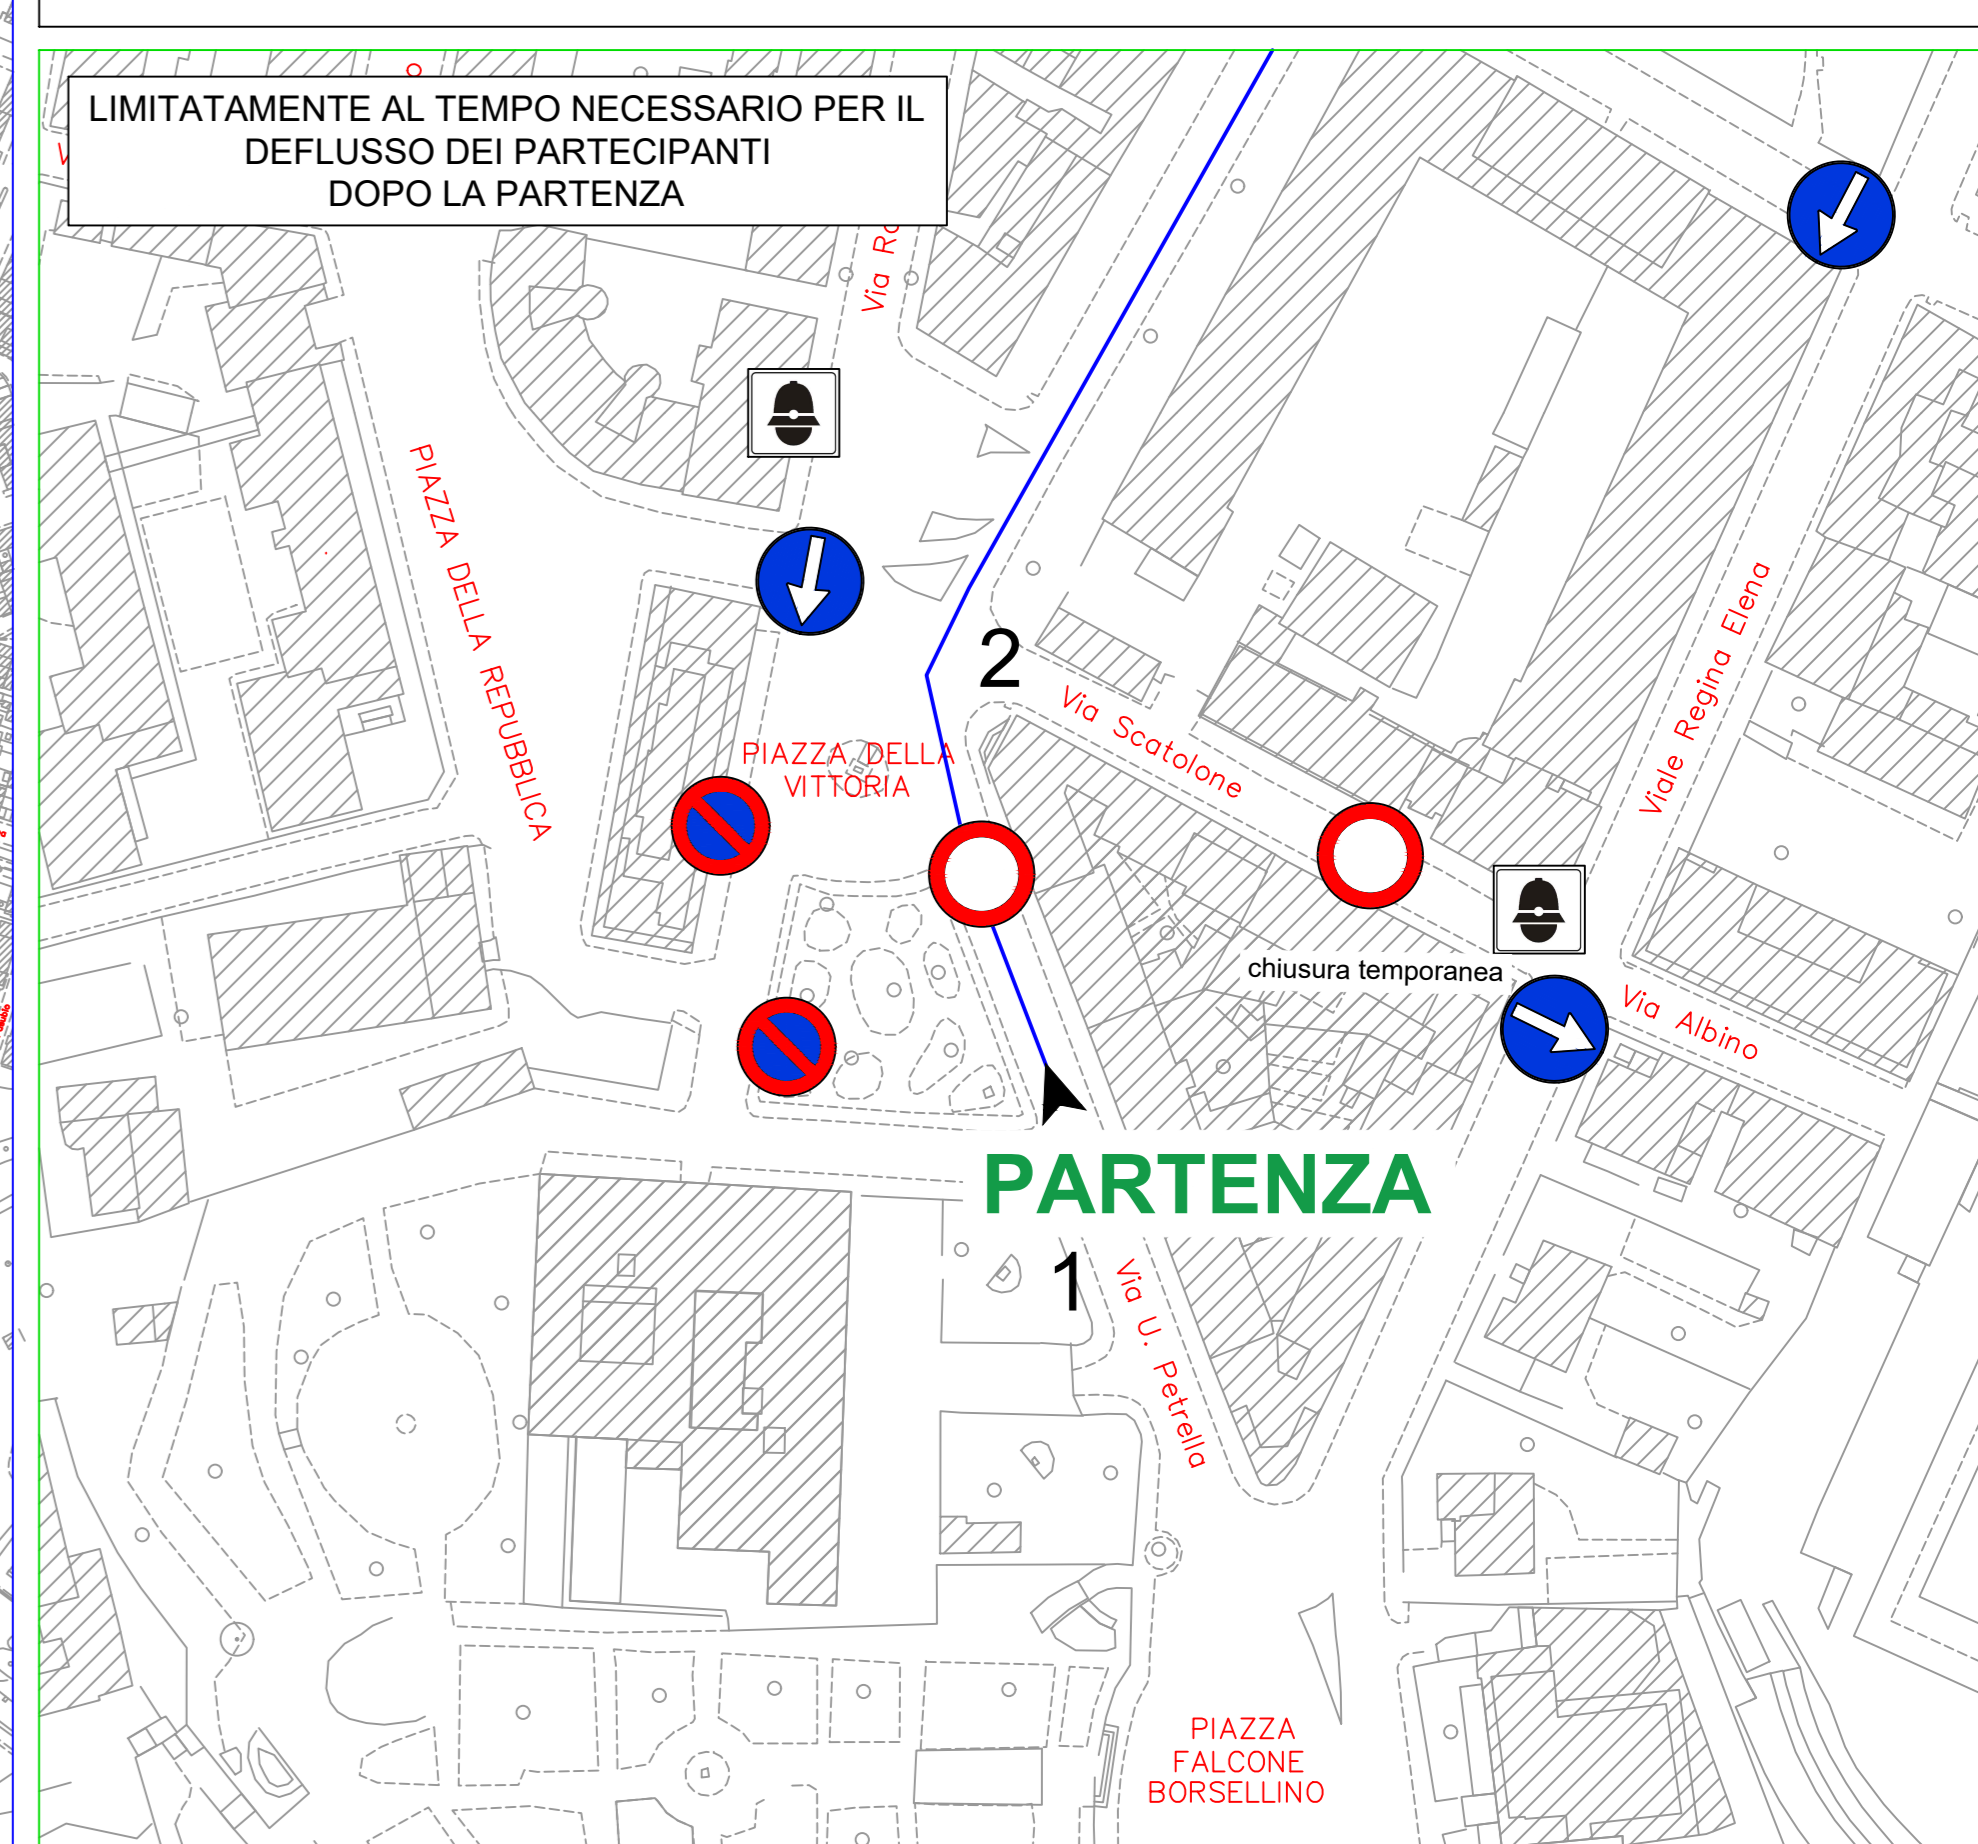 LIMITATAMENTE AL TEMPO NECESSARIO PER IL
DEFLUSSO DEI PARTECIPANTI
DOPO LA PARTENZA
PIAZZA DELLA REPUBBLICA
2
Via Scatolone
Viale Regina Elena
PIAZZA DELLA
VITTORIA
chiusura temporanea
Via Albino
PARTENZA
1
Via U. Petrella
PIAZZA
FALCONE
BORSELLINO